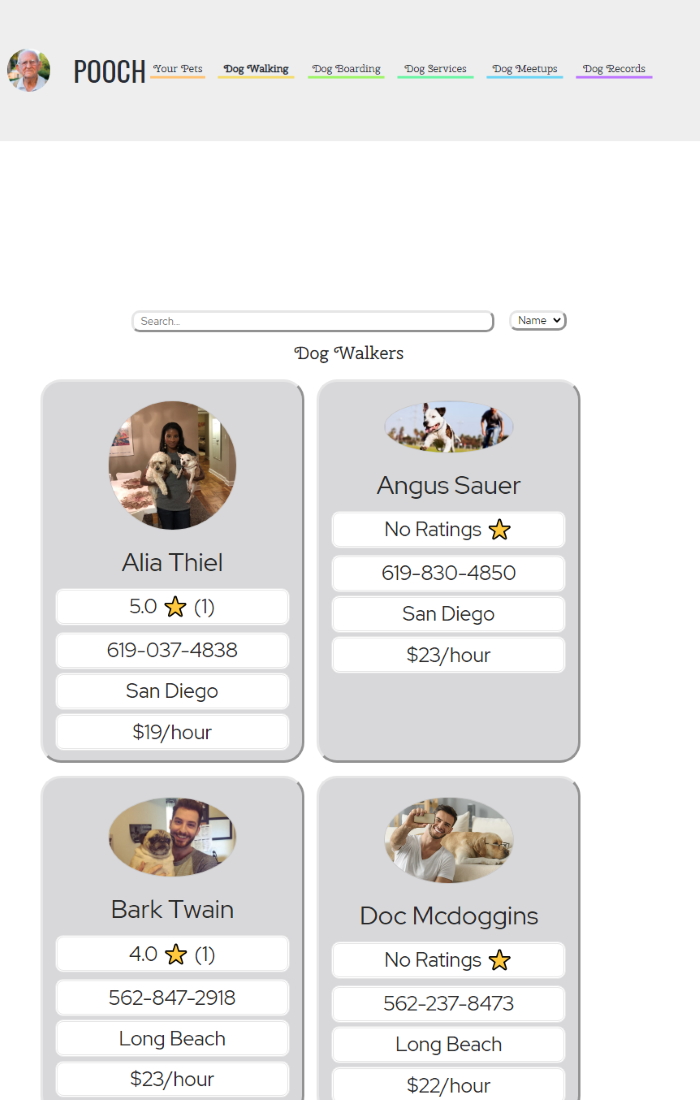 POOCH Your Pets Dog Walking Dog Boarding Dog Services Dog Meetups Dog Records
Search... Name
Dog Walkers
Alia Thiel
5.0 ⭐ (1)
619-037-4838
San Diego
$19/hour
Angus Sauer
No Ratings ⭐
619-830-4850
San Diego
$23/hour
Bark Twain
4.0 ⭐ (1)
562-847-2918
Long Beach
$23/hour
Doc Mcdoggins
No Ratings ⭐
562-237-8473
Long Beach
$22/hour